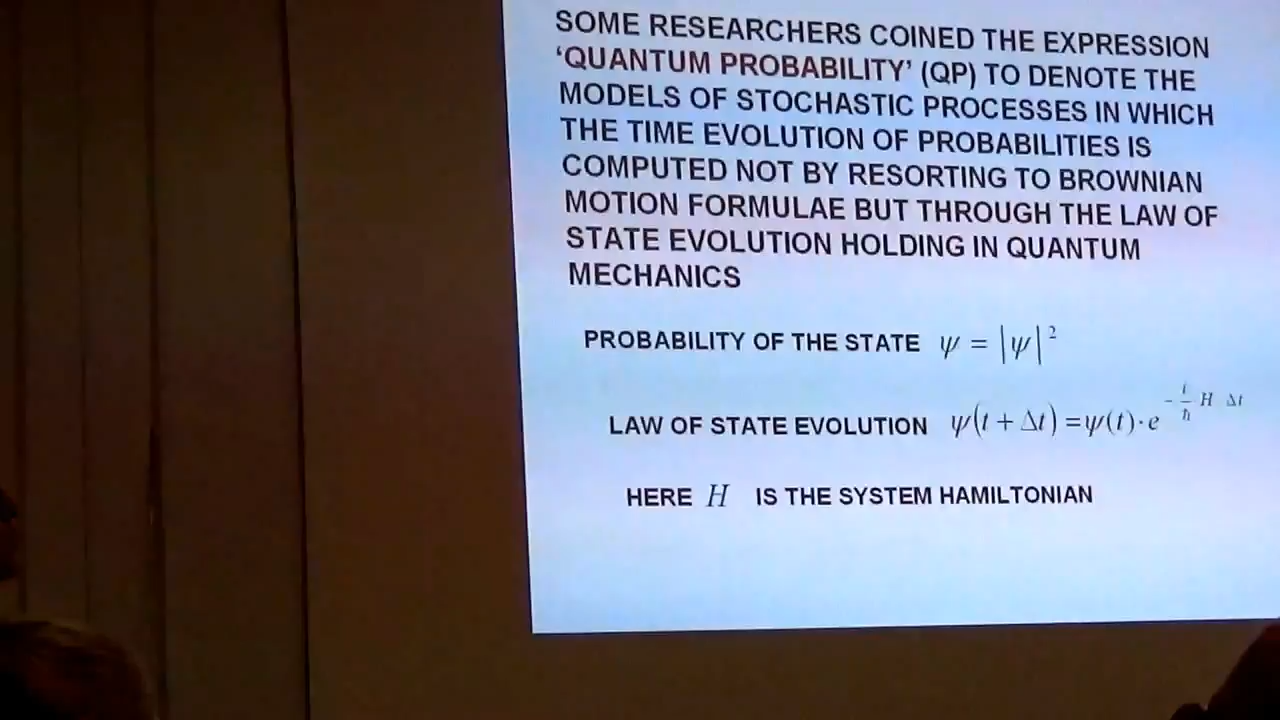 SOME RESEARCHERS COINED THE EXPRESSION
‘QUANTUM PROBABILITY’ (QP) TO DENOTE THE
MODELS OF STOCHASTIC PROCESSES IN WHICH
THE TIME EVOLUTION OF PROBABILITIES IS
COMPUTED NOT BY RESORTING TO BROWNIAN
MOTION FORMULAE BUT THROUGH THE LAW OF
STATE EVOLUTION HOLDING IN QUANTUM
MECHANICS
PROBABILITY OF THE STATE ψ = |ψ|²
LAW OF STATE EVOLUTION ψ(t + Δt) = ψ(t)·e^(-i/ħ H Δt)
HERE H IS THE SYSTEM HAMILTONIAN